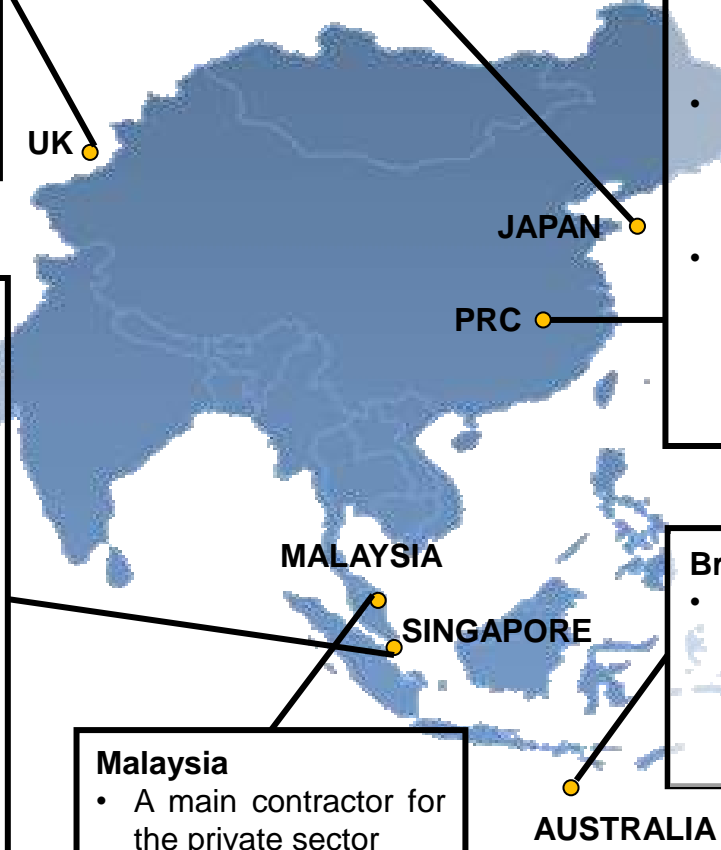 UK
JAPAN
PRC
MALAYSIA
SINGAPORE
Malaysia
• A main contractor for
the private sector
AUSTRALIA